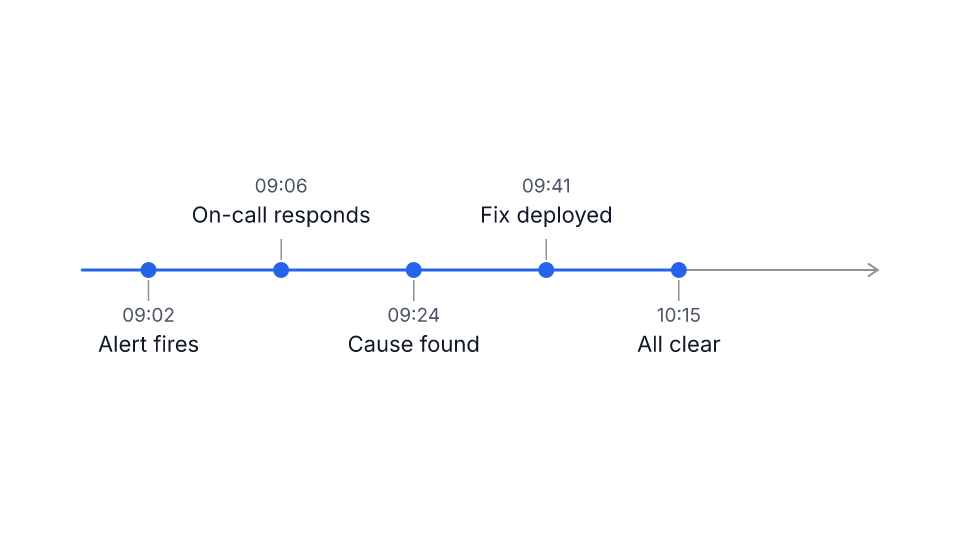 09:06
On-call responds
09:41
Fix deployed
09:02
Alert fires
09:24
Cause found
10:15
All clear